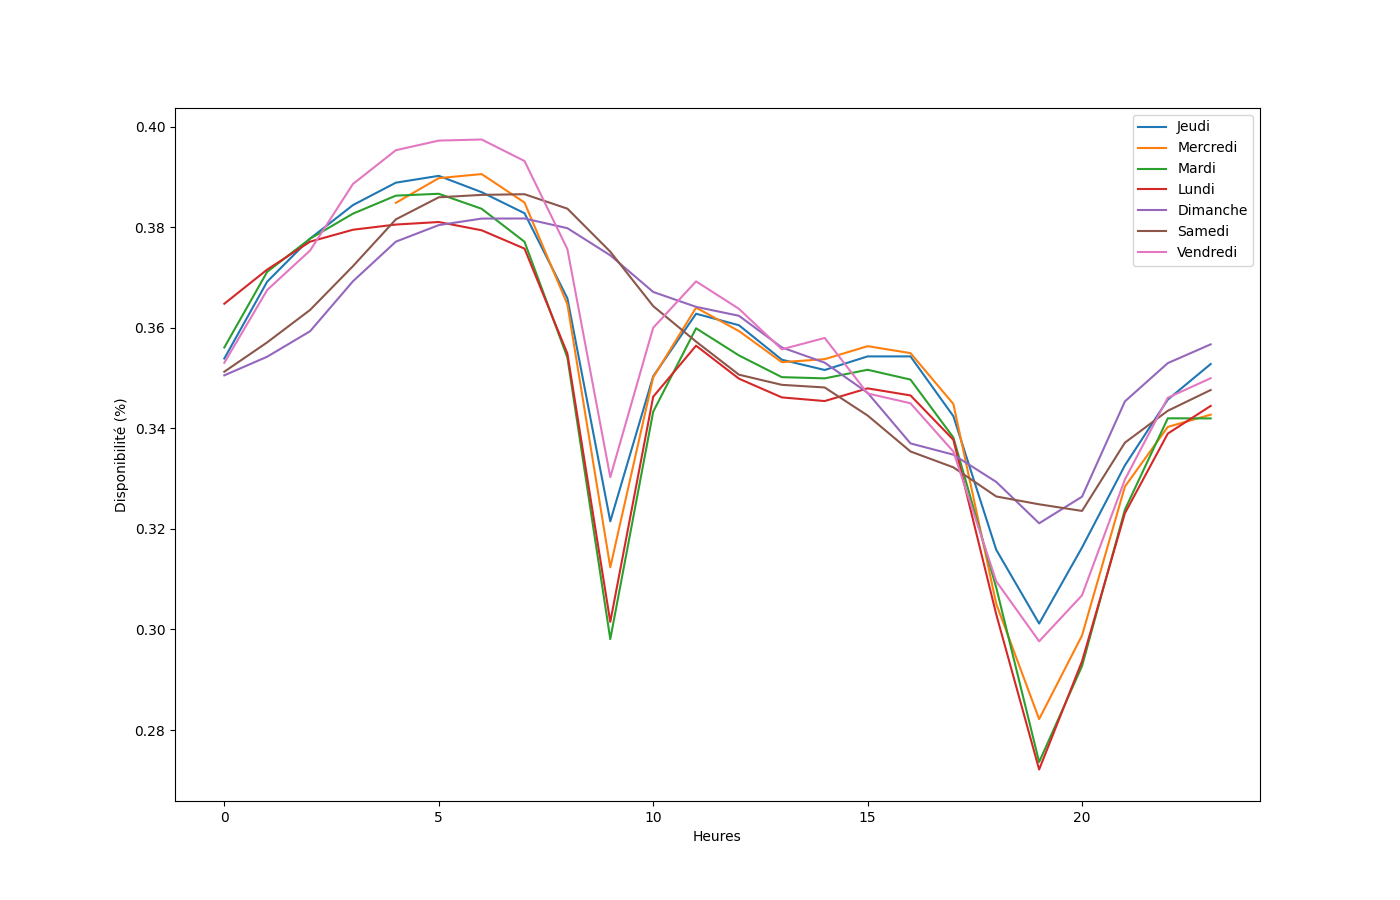 0.40
0.38
0.36
0.34
0.32
0.30
0.28
Disponibilité (%)
0 5 10 15 20
Heures
Jeudi
Mercredi
Mardi
Lundi
Dimanche
Samedi
Vendredi